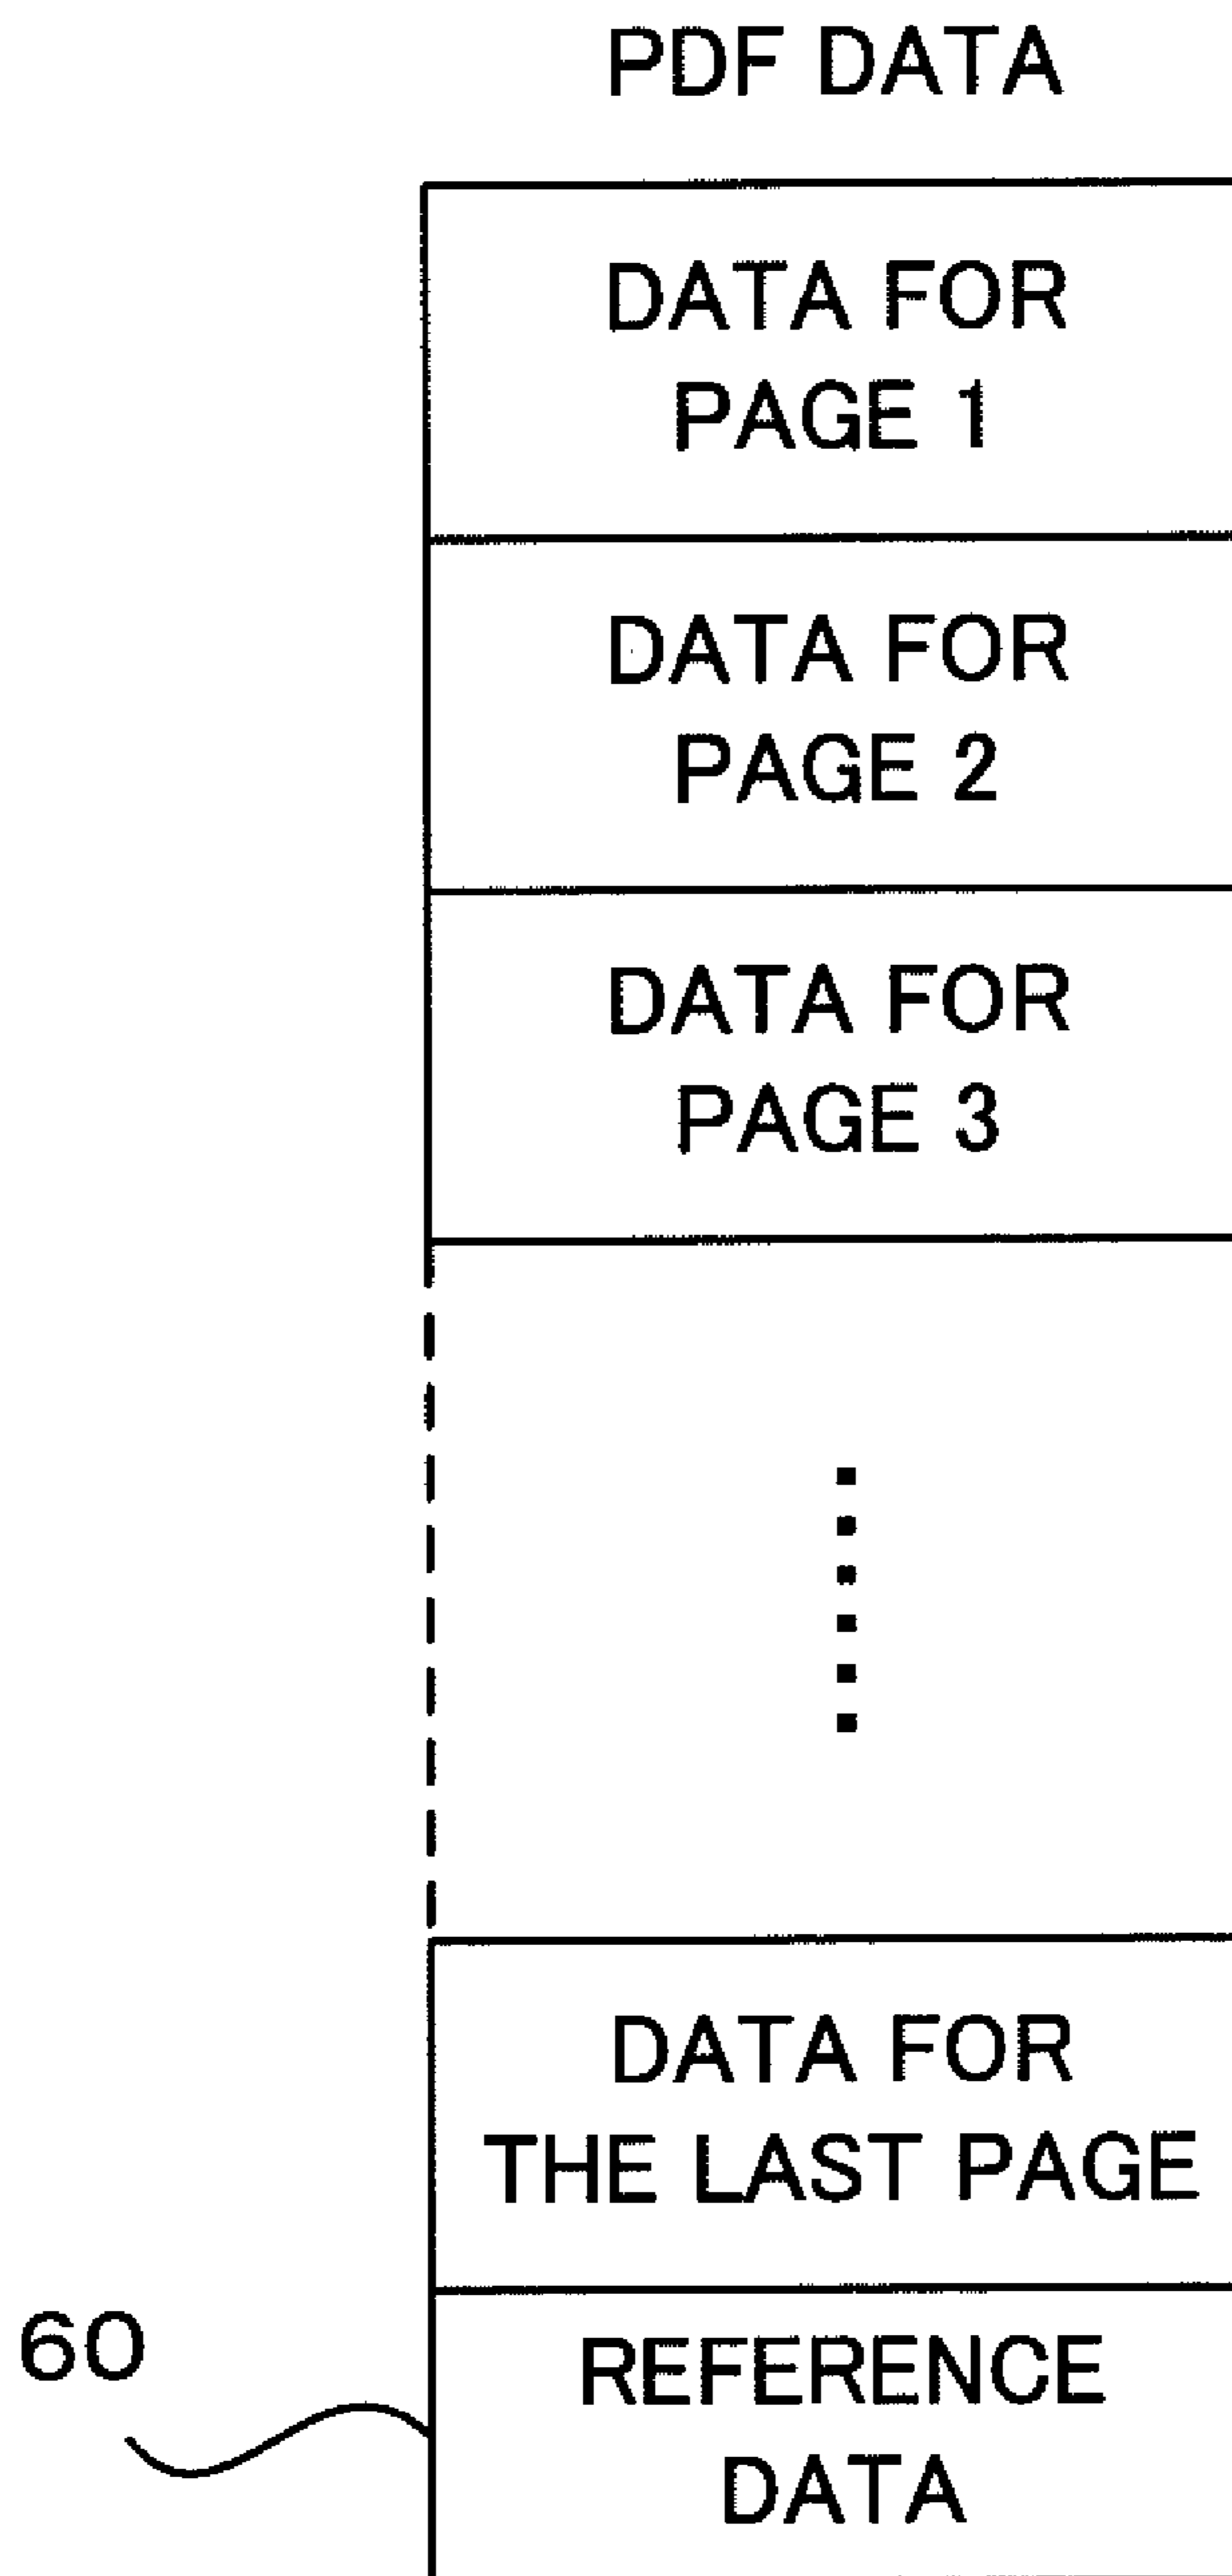 PDF DATA
DATA FOR
PAGE 1
DATA FOR
PAGE 2
DATA FOR
PAGE 3
DATA FOR
THE LAST PAGE
60
REFERENCE
DATA